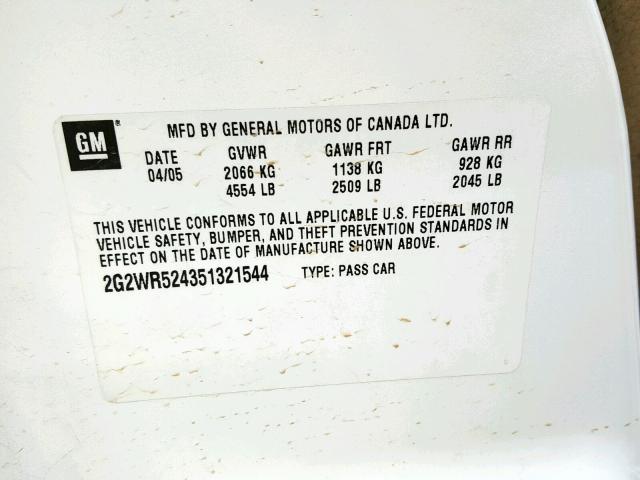 GM ® MFD BY GENERAL MOTORS OF CANADA LTD.
DATE GVWR GAWR FRT GAWR RR
04/05 2066 KG 1138 KG 928 KG
4554 LB 2509 LB 2045 LB
THIS VEHICLE CONFORMS TO ALL APPLICABLE U.S. FEDERAL MOTOR
VEHICLE SAFETY, BUMPER, AND THEFT PREVENTION STANDARDS IN
EFFECT ON THE DATE OF MANUFACTURE SHOWN ABOVE.
2G2WR524351321544 TYPE: PASS CAR